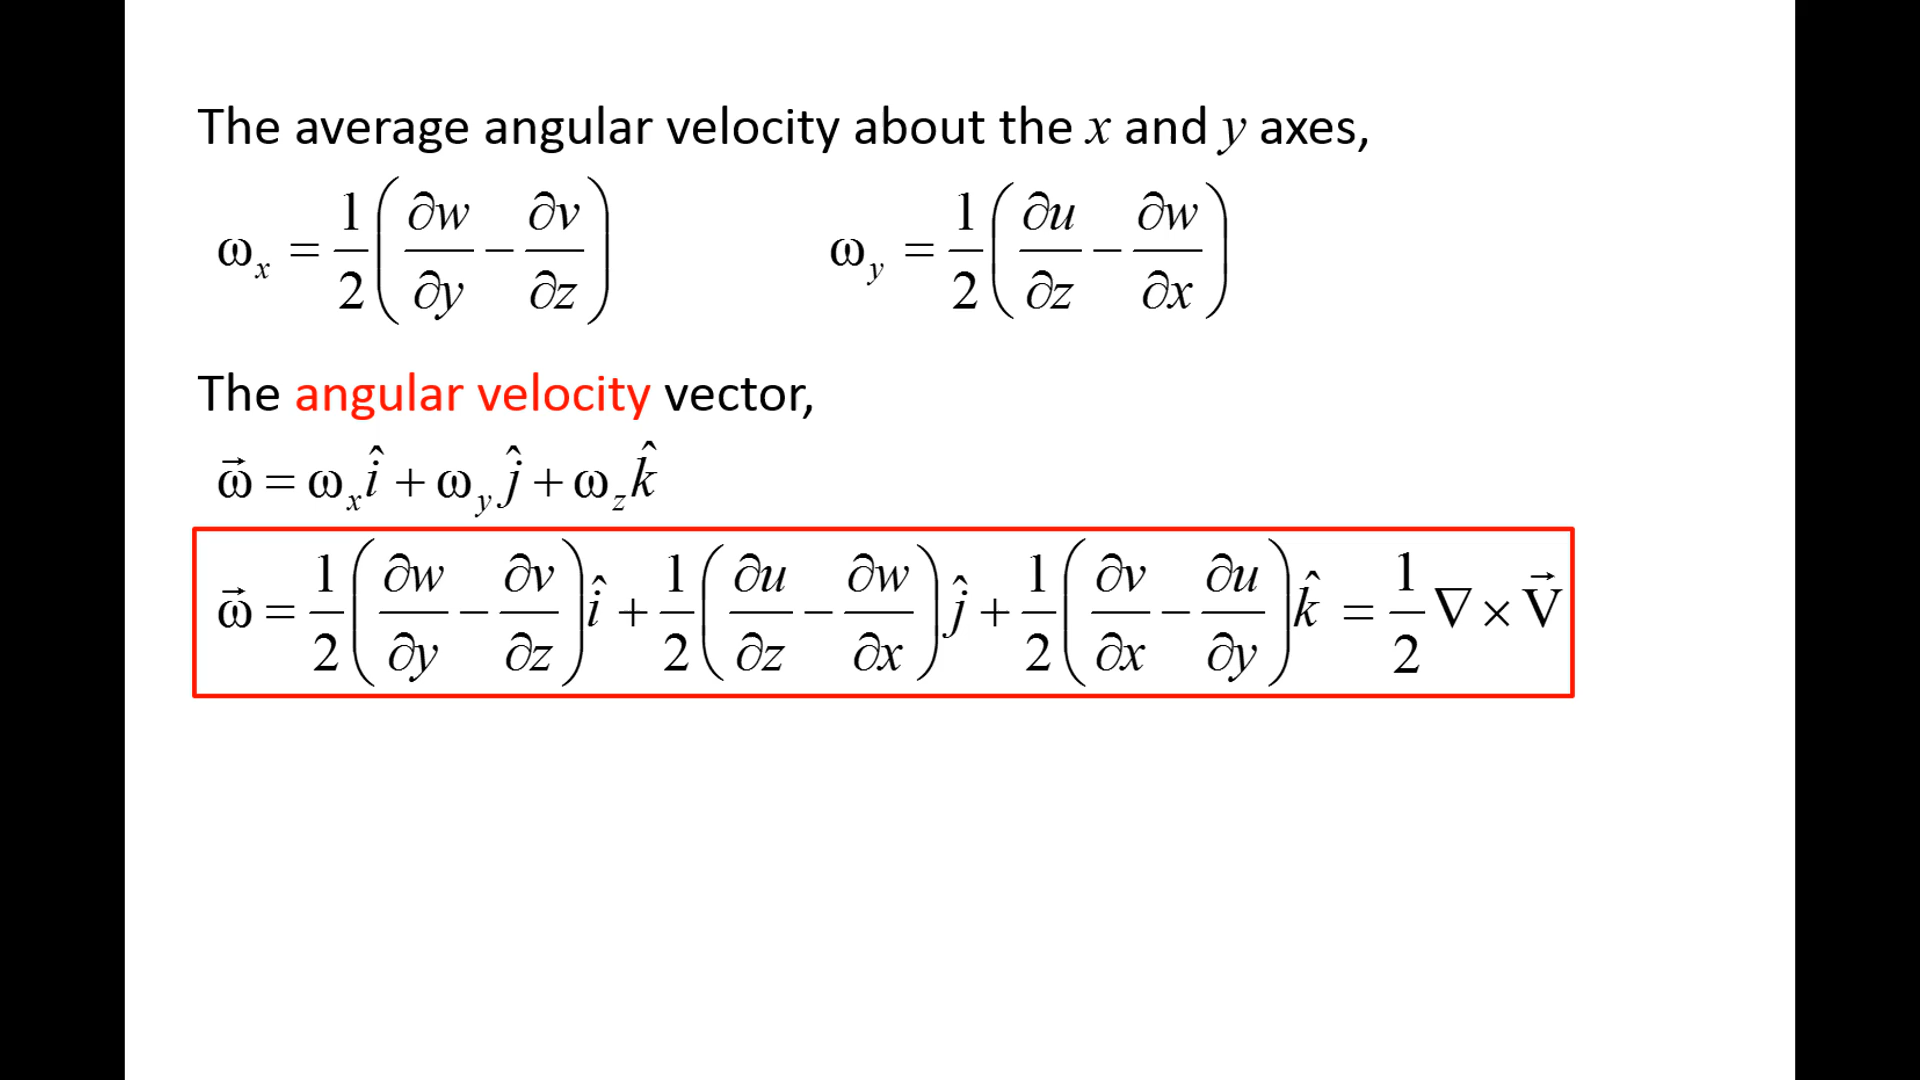 The average angular velocity about the x and y axes,
ω_x = 1/2 (∂w/∂y − ∂v/∂z)    ω_y = 1/2 (∂u/∂z − ∂w/∂x)
The angular velocity vector,
ω⃗ = ω_x î + ω_y ĵ + ω_z k̂
ω⃗ = 1/2 (∂w/∂y − ∂v/∂z) î + 1/2 (∂u/∂z − ∂w/∂x) ĵ + 1/2 (∂v/∂x − ∂u/∂y) k̂ = 1/2 ∇ × V⃗